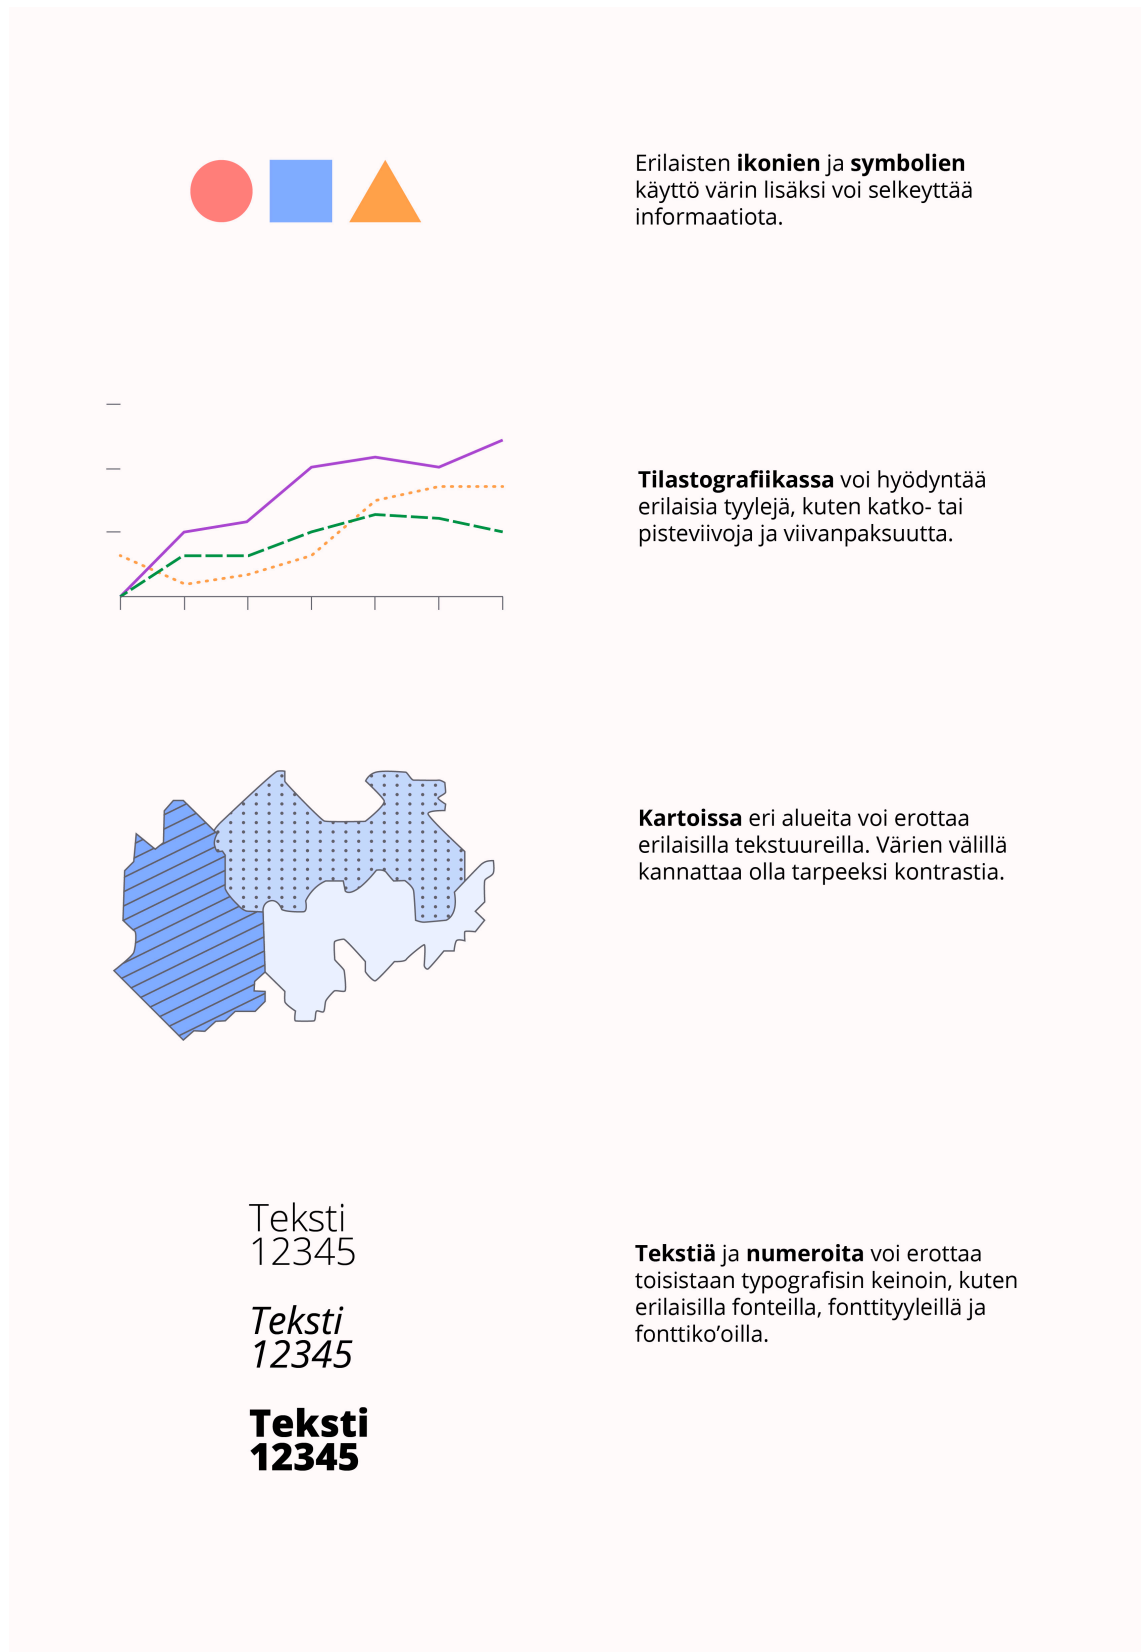 Erilaisten ikonien ja symbolien
käyttö värin lisäksi voi selkeyttää
informaatiota.
Tilastografiikassa voi hyödyntää
erilaisia tyylejä, kuten katko- tai
pisteviivoja ja viivanpaksuutta.
Kartoissa eri alueita voi erottaa
erilaisilla tekstuureilla. Värien välillä
kannattaa olla tarpeeksi kontrastia.
Teksti
12345
Teksti
12345
Teksti
12345
Tekstiä ja numeroita voi erottaa
toisistaan typografisin keinoin, kuten
erilaisilla fonteilla, fonttityyleillä ja
fonttiko’oilla.